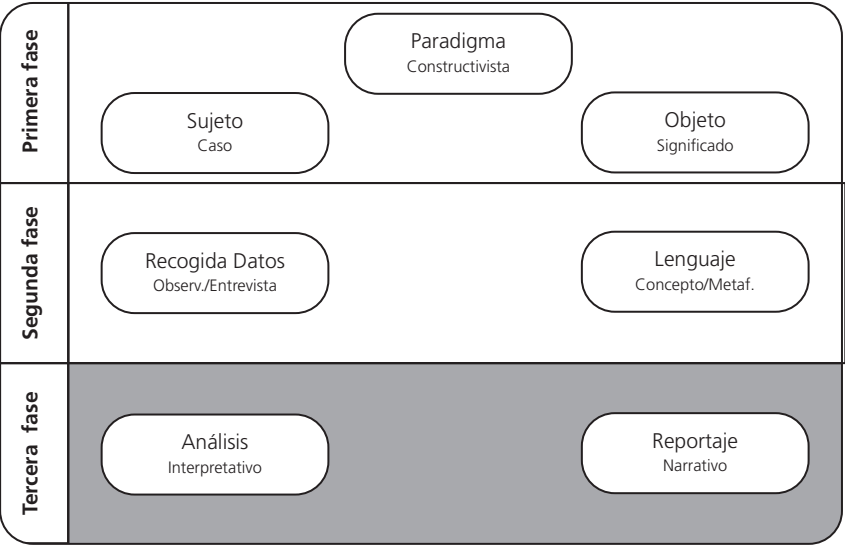 Primera fase
Paradigma
Constructivista
Sujeto
Caso
Objeto
Significado
Segunda fase
Recogida Datos
Observ./Entrevista
Lenguaje
Concepto/Metaf.
Tercera fase
Análisis
Interpretativo
Reportaje
Narrativo